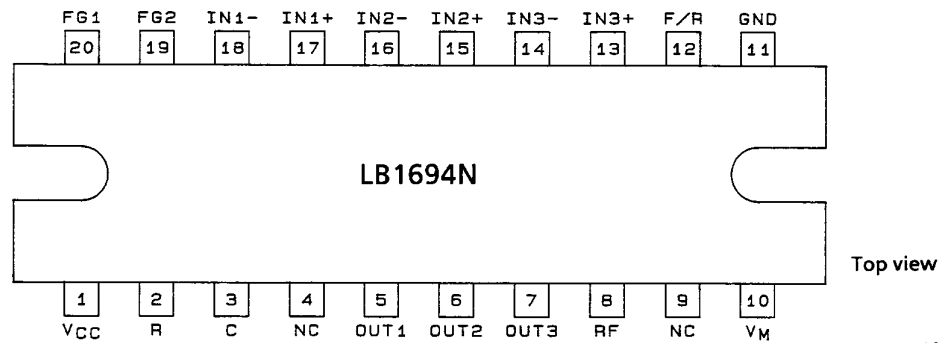 FG1 FG2 IN1- IN1+ IN2- IN2+ IN3- IN3+ F/R GND
20 19 18 17 16 15 14 13 12 11
LB1694N
Top view
1 2 3 4 5 6 7 8 9 10
VCC R C NC OUT1 OUT2 OUT3 RF NC VM